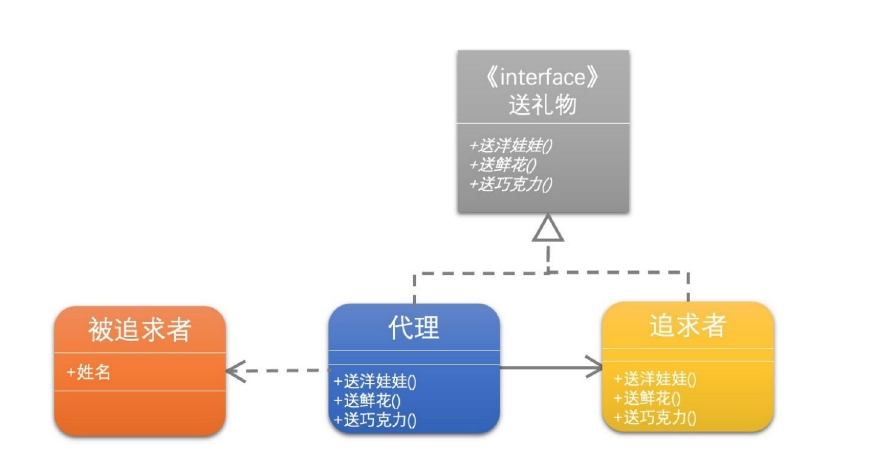 《interface》
送礼物
+送洋娃娃()
+送鲜花()
+送巧克力()
被追求者
+姓名
代理
+送洋娃娃()
+送鲜花()
+送巧克力()
追求者
+送洋娃娃()
+送鲜花()
+送巧克力()